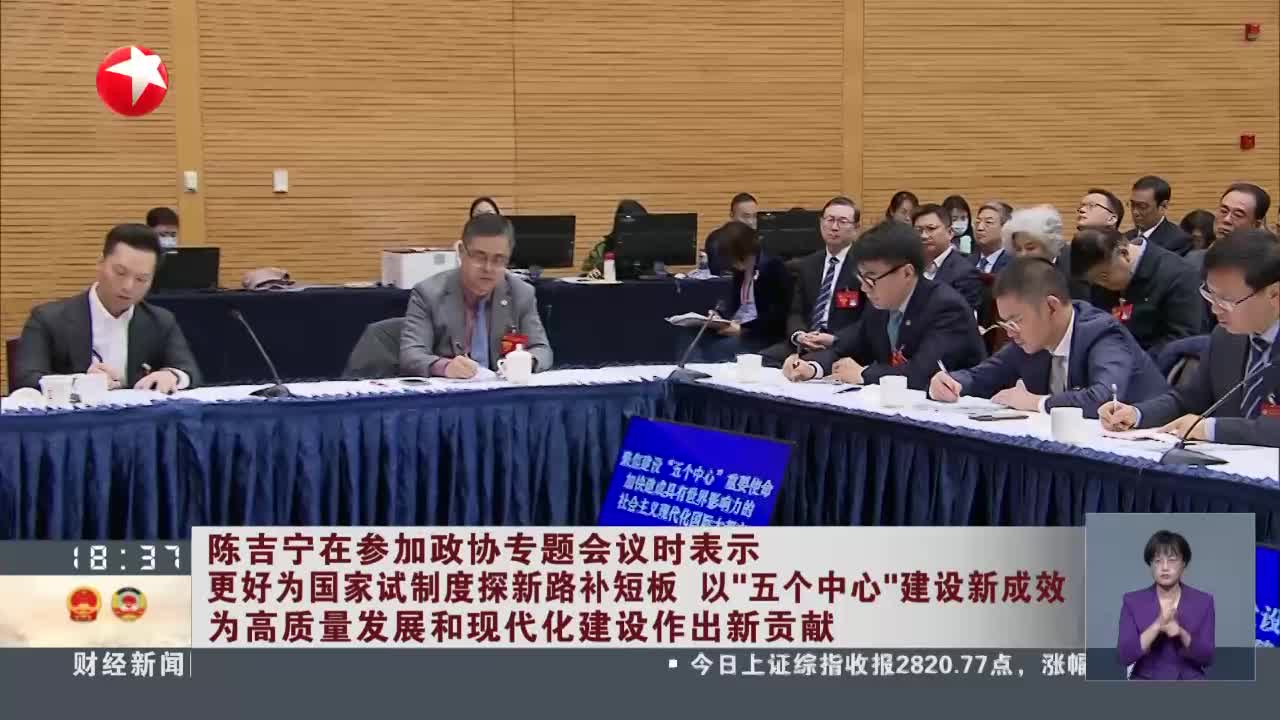 聚焦建设“五个中心”重要使命
加快建成具有世界影响力的
社会主义现代化国际大都市
18:37
陈吉宁在参加政协专题会议时表示
更好为国家试制度探新路补短板 以"五个中心"建设新成效
为高质量发展和现代化建设作出新贡献
财经新闻
今日上证综指收报2820.77点，涨幅